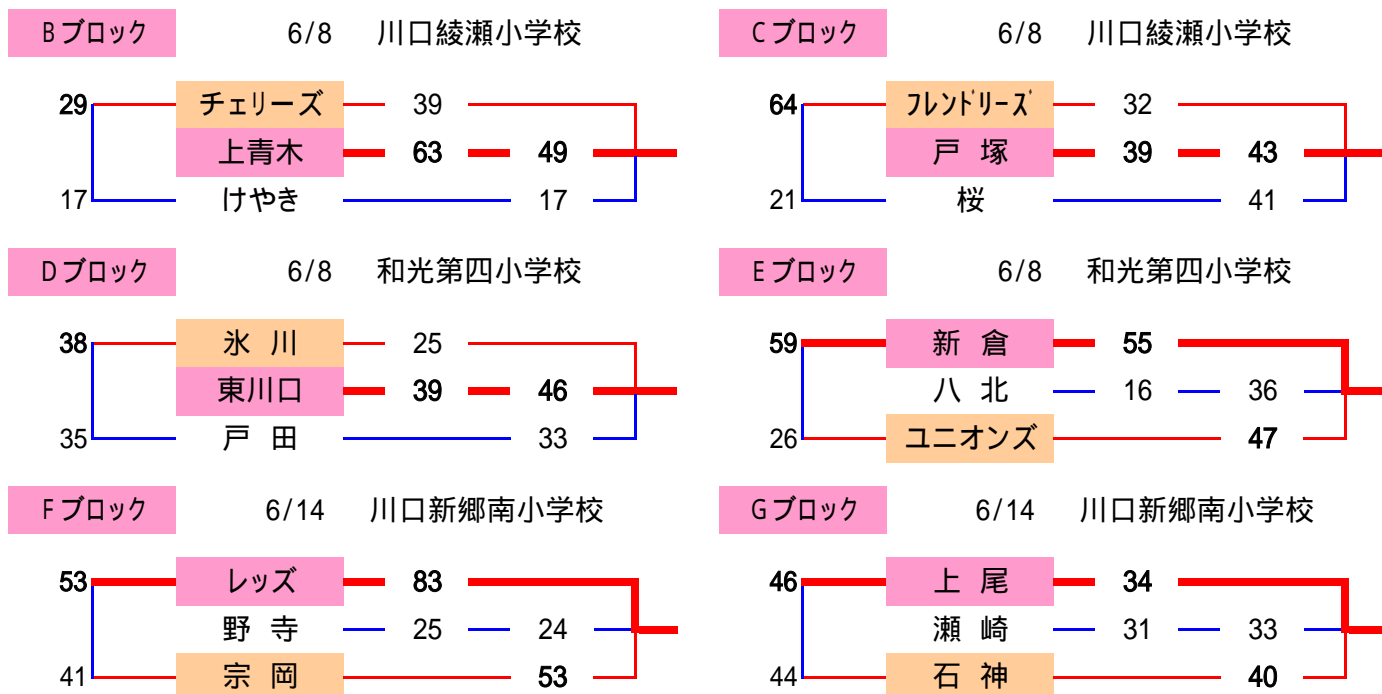 Bブロック 6/8 川口綾瀬小学校
29 チェリーズ 39
上青木 63 49
17 けやき 17
Cブロック 6/8 川口綾瀬小学校
64 ﾌﾚﾝﾄﾞﾘｰｽﾞ 32
戸 塚 39 43
21 桜 41
Dブロック 6/8 和光第四小学校
38 氷 川 25
東川口 39 46
35 戸 田 33
Eブロック 6/8 和光第四小学校
59 新 倉 55
八 北 16 36
26 ユニオンズ 47
Fブロック 6/14 川口新郷南小学校
53 レッズ 83
野 寺 25 24
41 宗 岡 53
Gブロック 6/14 川口新郷南小学校
46 上 尾 34
瀬 崎 31 33
44 石 神 40